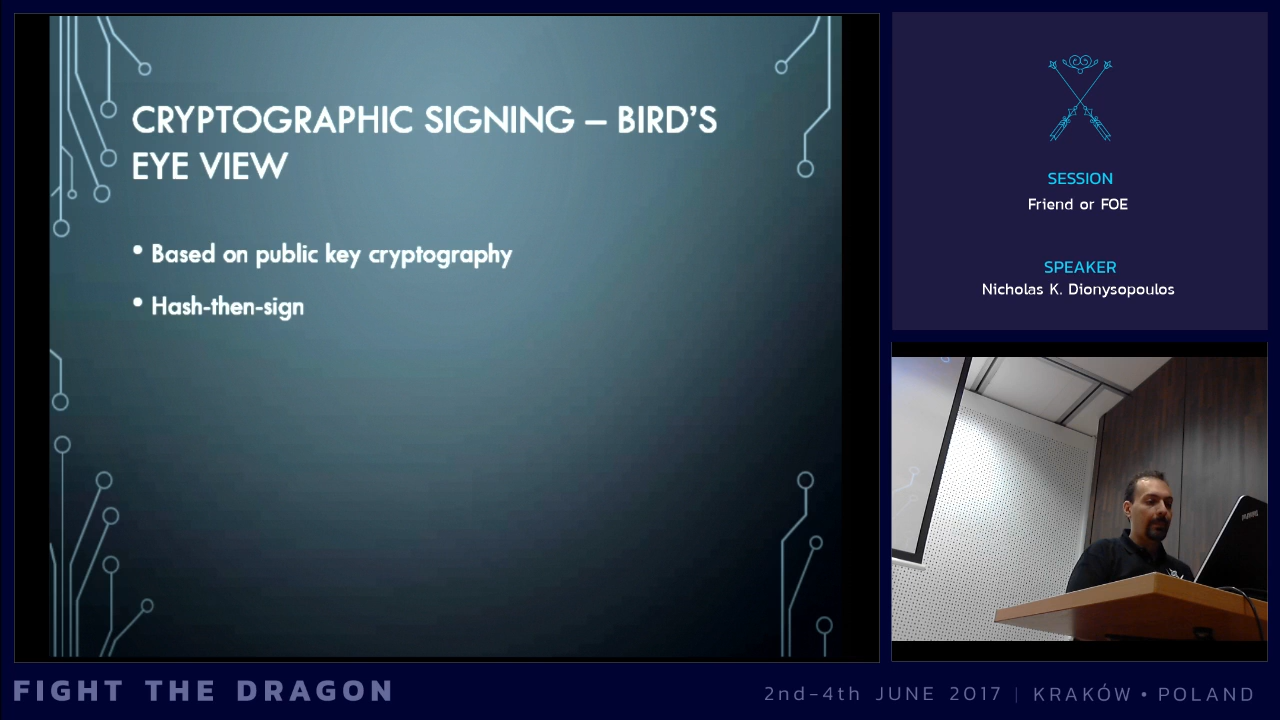 CRYPTOGRAPHIC SIGNING – BIRD'S
EYE VIEW
• Based on public key cryptography
• Hash-then-sign
SESSION
Friend or FOE
SPEAKER
Nicholas K. Dionysopoulos
FIGHT THE DRAGON
2nd-4th JUNE 2017 | KRAKÓW • POLAND